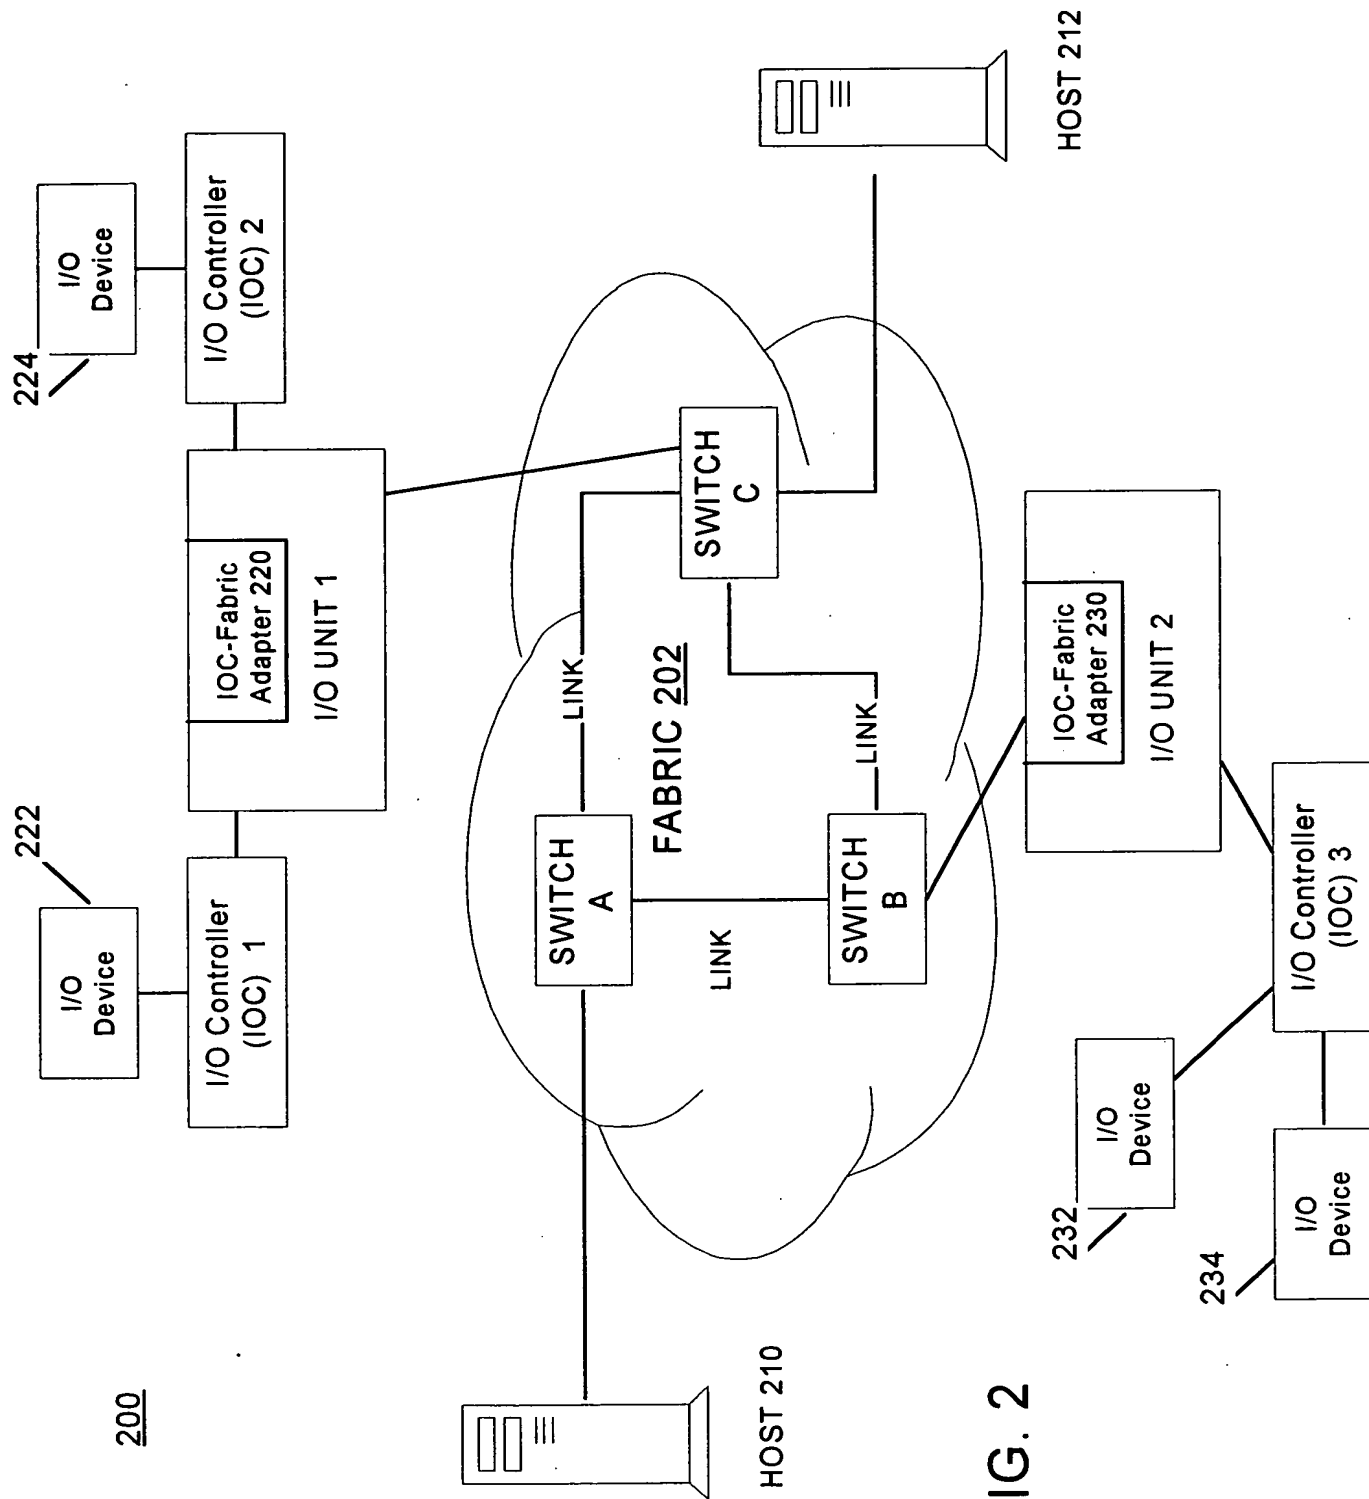 200
222
I/O
Device
I/O Controller
(IOC) 1
IOC-Fabric
Adapter 220
I/O UNIT 1
224
I/O
Device
I/O Controller
(IOC) 2
HOST 210
SWITCH
A
LINK
SWITCH
C
FABRIC 202
LINK
LINK
SWITCH
B
HOST 212
IOC-Fabric
Adapter 230
I/O UNIT 2
232
I/O
Device
I/O Controller
(IOC) 3
234
I/O
Device
IG. 2